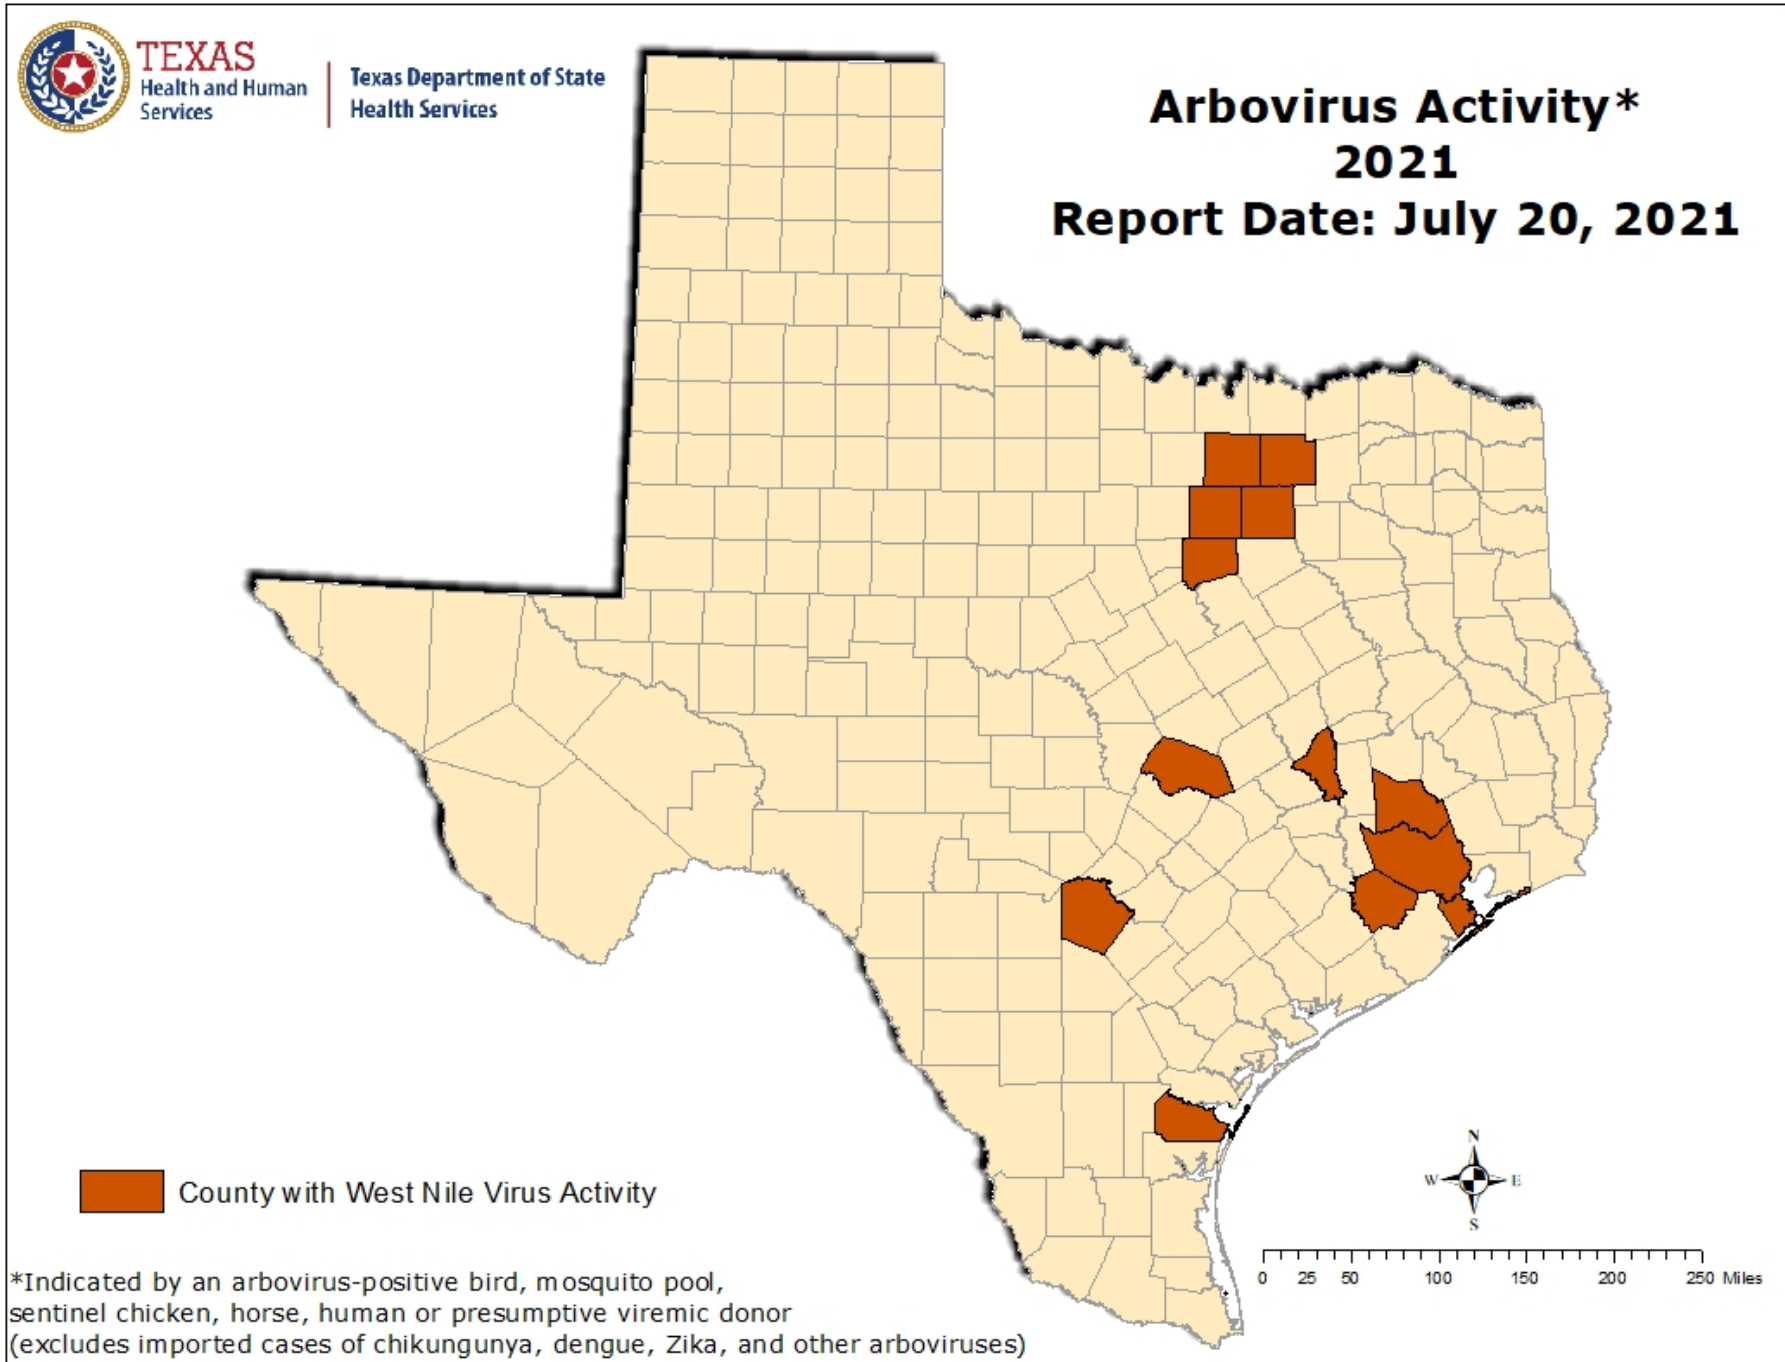 TEXAS
Health and Human
Services
Texas Department of State
Health Services
Arbovirus Activity*
2021
Report Date: July 20, 2021
County with West Nile Virus Activity
*Indicated by an arbovirus-positive bird, mosquito pool,
sentinel chicken, horse, human or presumptive viremic donor
(excludes imported cases of chikungunya, dengue, Zika, and other arboviruses)
N
W E
S
0 25 50 100 150 200 250 Miles